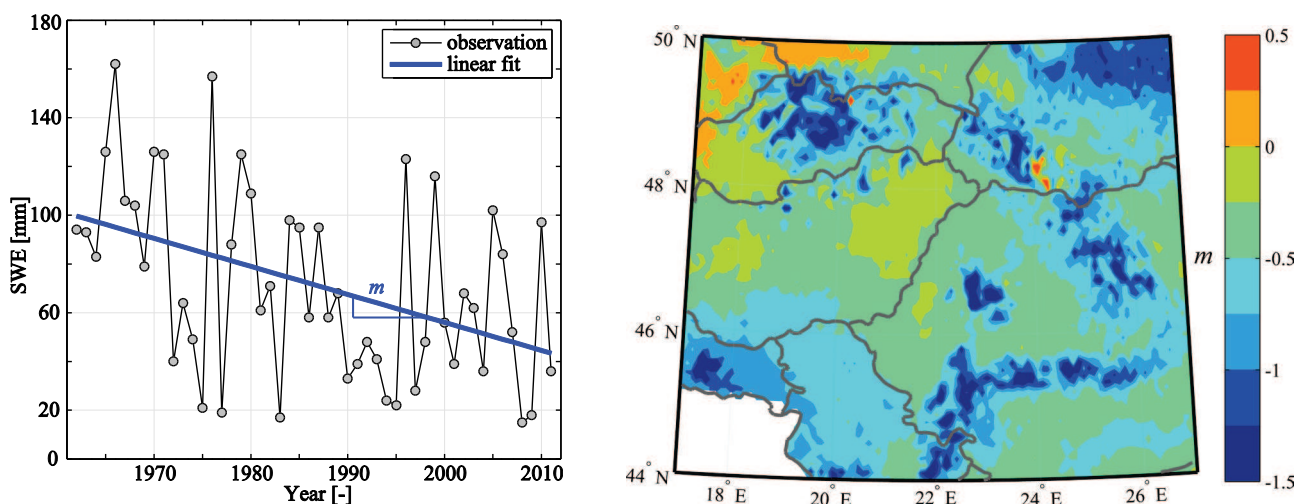 SWE [mm]
180
140
100
60
20
0
observation
linear fit
m
1970
1980
1990
2000
2010
Year [-]
50° N
48° N
46° N
44° N
18° E
20° E
22° E
24° E
26° E
m
0.5
0
-0.5
-1
-1.5